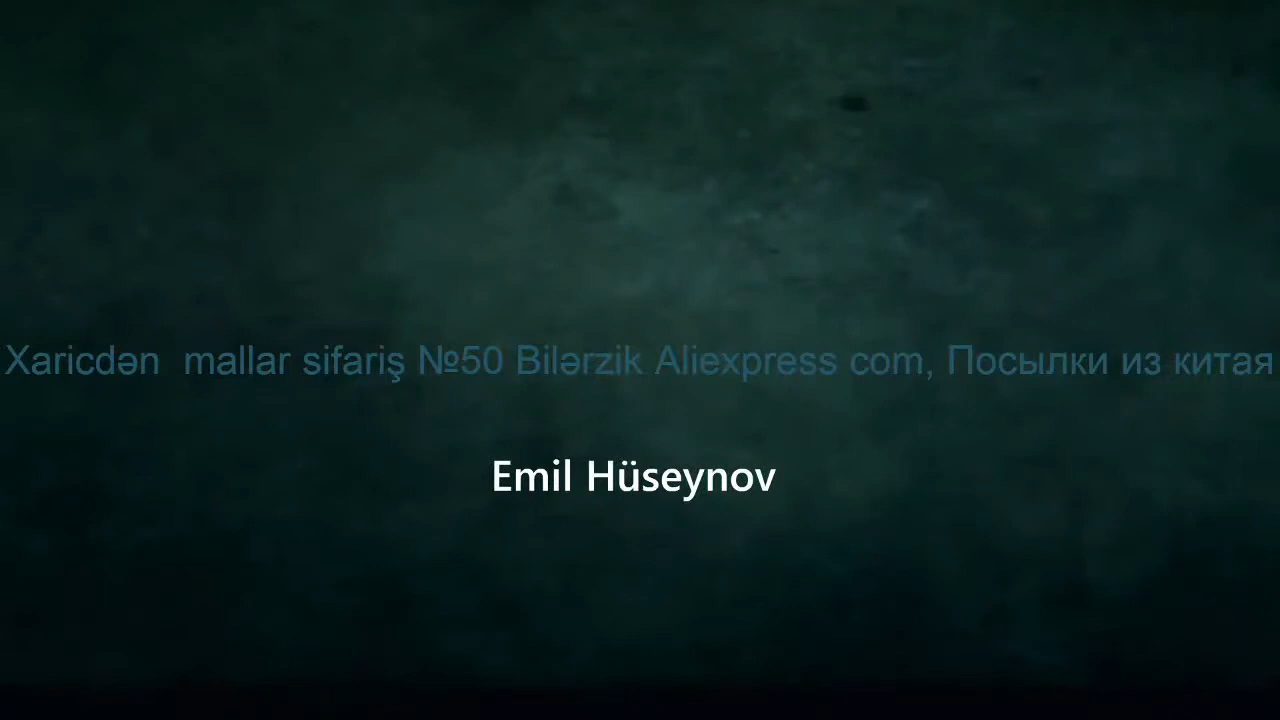 Xaricdən  mallar sifariş №50 Bilərzik Aliexpress com, Посылки из китая
Emil Hüseynov